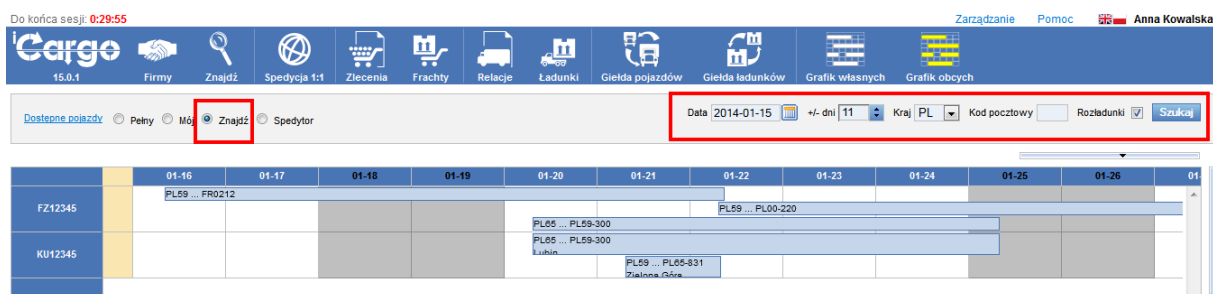 Do końca sesji: 0:29:55 Zarządzanie Pomoc Anna Kowalska
iCargo
15.0.1 Firmy Znajdż Spedycja 1:1 Zlecenia Frachty Relacje Ładunki Giełda pojazdów Giełda ładunków Grafik własnych Grafik obcych
Dostępne pojazdy Pełny Mój Znajdź Spedytor Data 2014-01-15 +/- dni 11 Kraj PL Kod pocztowy Rozładunki Szukaj
01-16 01-17 01-18 01-19 01-20 01-21 01-22 01-23 01-24 01-25 01-26 01-
PL59 ... FR0212
FZ12345 PL59 ... PL00-220
PL65 ... PL59-300
PL65 ... PL59-300
KU12345 Lubin
PL59 ... PL65-831
Zielona Góra